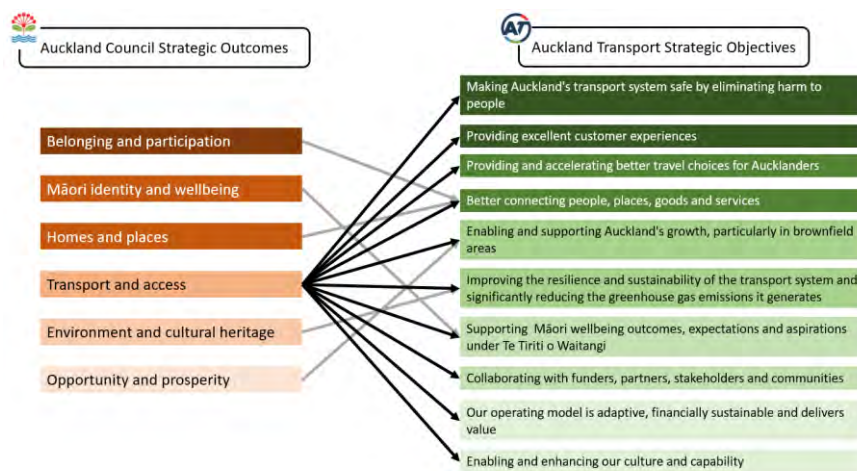 Auckland Council Strategic Outcomes
Belonging and participation
Māori identity and wellbeing
Homes and places
Transport and access
Environment and cultural heritage
Opportunity and prosperity
AT
Auckland Transport Strategic Objectives
Making Auckland's transport system safe by eliminating harm to
people
Providing excellent customer experiences
Providing and accelerating better travel choices for Aucklanders
Better connecting people, places, goods and services
Enabling and supporting Auckland's growth, particularly in brownfield
areas
Improving the resilience and sustainability of the transport system and
significantly reducing the greenhouse gas emissions it generates
Supporting Māori wellbeing outcomes, expectations and aspirations
under Te Tiriti o Waitangi
Collaborating with funders, partners, stakeholders and communities
Our operating model is adaptive, financially sustainable and delivers
value
Enabling and enhancing our culture and capability